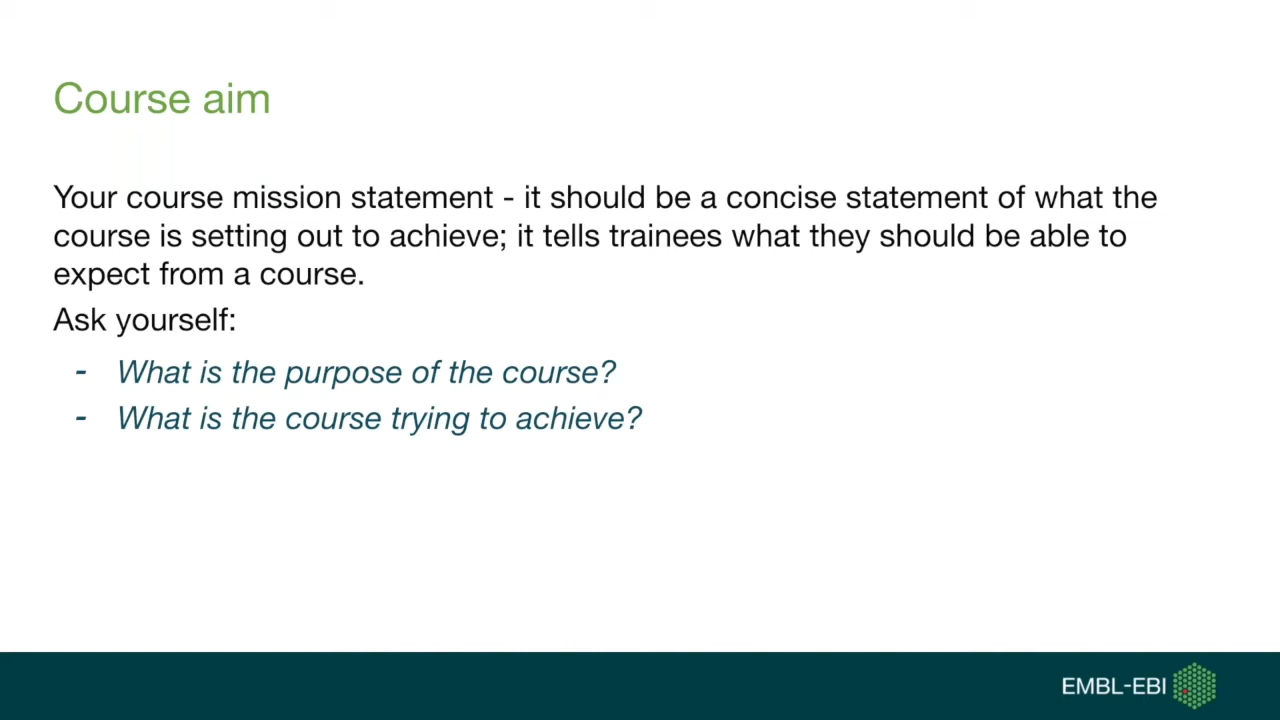 Course aim
Your course mission statement - it should be a concise statement of what the
course is setting out to achieve; it tells trainees what they should be able to
expect from a course.
Ask yourself:
- What is the purpose of the course?
- What is the course trying to achieve?
EMBL-EBI